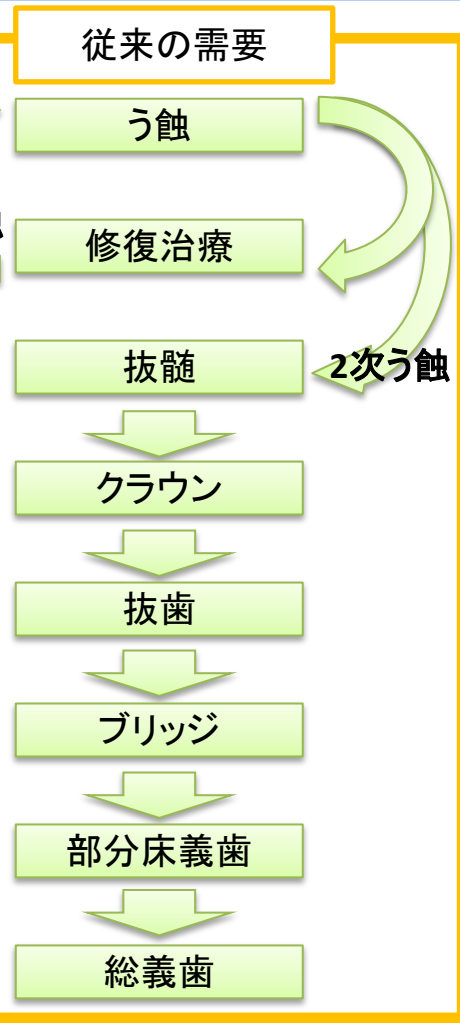 従来の需要
う蝕
修復治療
抜髄
2次う蝕
クラウン
抜歯
ブリッジ
部分床義歯
総義歯